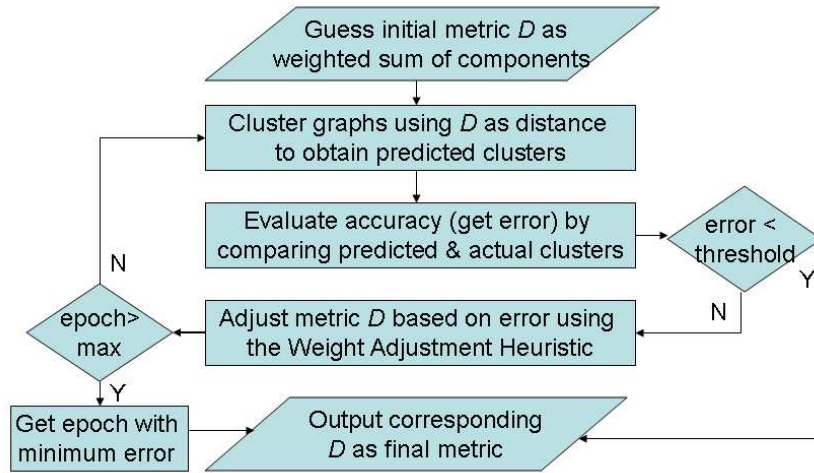 Guess initial metric D as
weighted sum of components
Cluster graphs using D as distance
to obtain predicted clusters
Evaluate accuracy (get error) by
comparing predicted & actual clusters
error <
threshold
Y
N
Adjust metric D based on error using
the Weight Adjustment Heuristic
N
epoch>
max
Y
Get epoch with
minimum error
Output corresponding
D as final metric